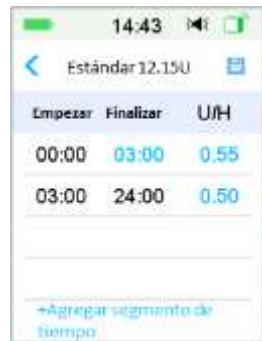 14:43
Estándar 12.15U
Empezar Finalizar U/H
00:00 03:00 0.55
03:00 24:00 0.50
+Agregar segmento de
tiempo